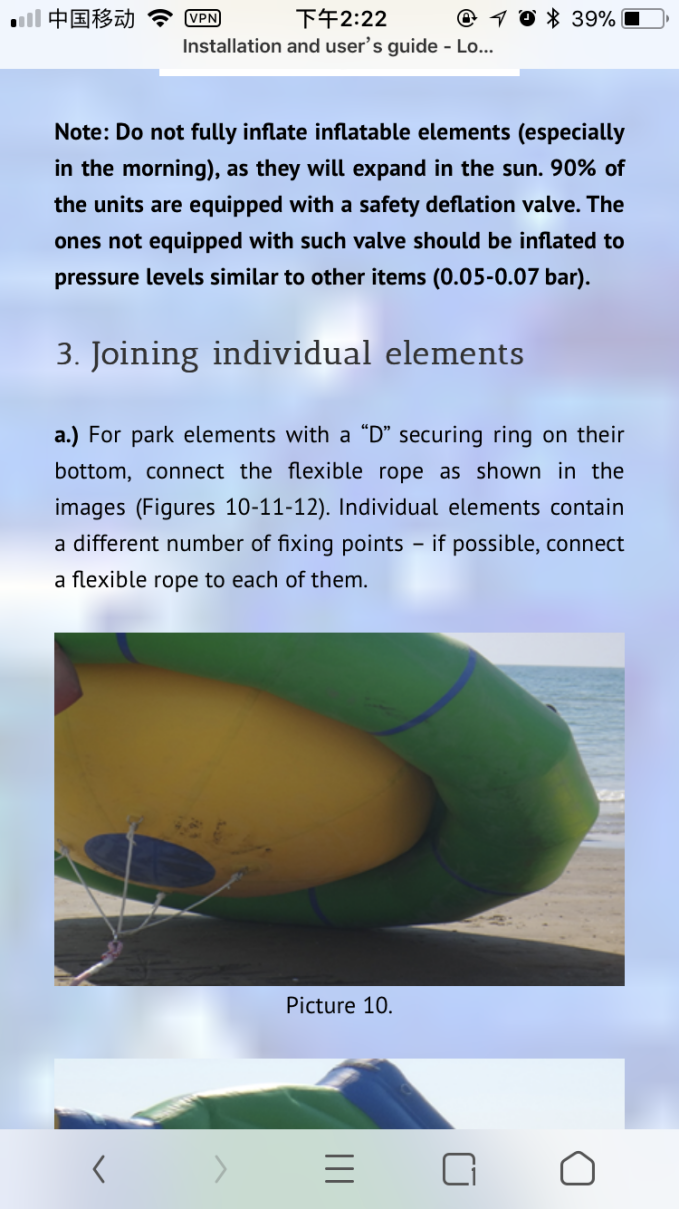 中国移动 VPN 下午2:22 39%
Installation and user’s guide - Lo...
Note: Do not fully inflate inflatable elements (especially
in the morning), as they will expand in the sun. 90% of
the units are equipped with a safety deflation valve. The
ones not equipped with such valve should be inflated to
pressure levels similar to other items (0.05-0.07 bar).
3. Joining individual elements
a.) For park elements with a “D” securing ring on their
bottom, connect the flexible rope as shown in the
images (Figures 10-11-12). Individual elements contain
a different number of fixing points – if possible, connect
a flexible rope to each of them.
Picture 10.
1